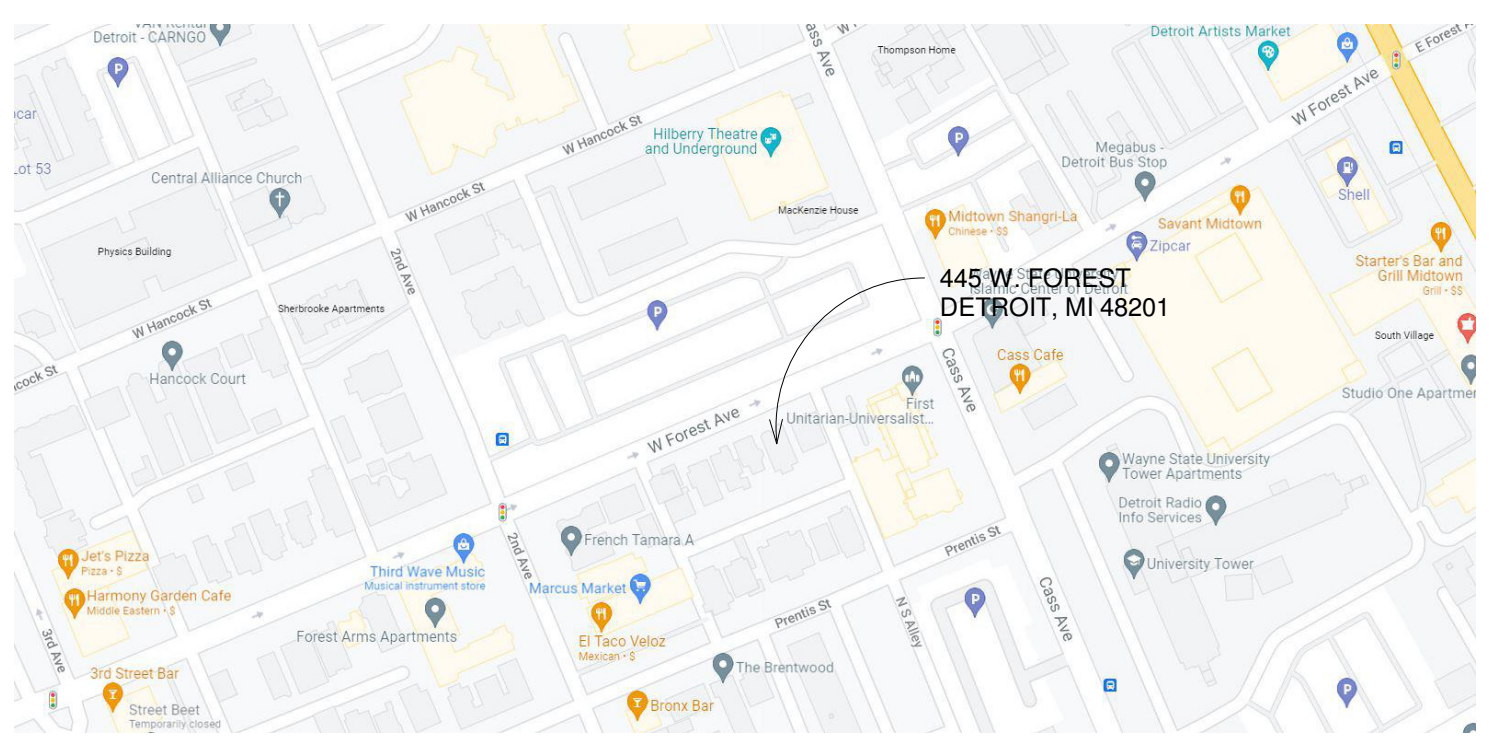 VAN Rental
Detroit - CARNGO
Cass Ave
Thompson Home
Detroit Artists Market
E Forest
W Forest Ave
Hilberry Theatre
and Underground
W Hancock St
Megabus -
Detroit Bus Stop
Lot 53
Central Alliance Church
Shell
W Hancock St
MacKenzie House
Midtown Shangri-La
Chinese · $$
Savant Midtown
Physics Building
2nd Ave
Zipcar
Starter's Bar and
Grill Midtown
Grill · $$
445 W. FOREST
DETROIT, MI 48201
Wayne State University
Islamic Center of Detroit
Sherbrooke Apartments
W Hancock St
South Village
Hancock Court
Cass Cafe
Cass Ave
Studio One Apartmen
First
Unitarian-Universalist...
W Forest Ave
Wayne State University
Tower Apartments
Detroit Radio
Info Services
French Tamara A
Prentis St
2nd Ave
Jet's Pizza
Pizza · $
University Tower
Third Wave Music
Musical instrument store
Marcus Market
Harmony Garden Cafe
Middle Eastern · $
Cass Ave
Prentis St
N S Alley
3rd Ave
Forest Arms Apartments
El Taco Veloz
Mexican · $
The Brentwood
3rd Street Bar
Street Beet
Temporarily closed
Bronx Bar